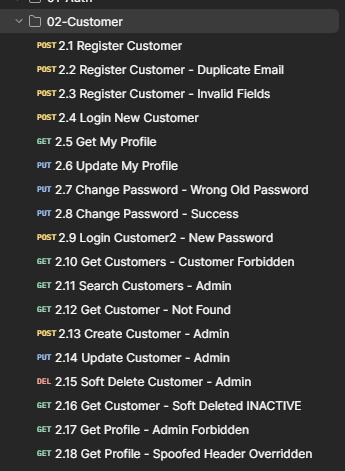 01-Auth
02-Customer
POST 2.1 Register Customer
POST 2.2 Register Customer - Duplicate Email
POST 2.3 Register Customer - Invalid Fields
POST 2.4 Login New Customer
GET 2.5 Get My Profile
PUT 2.6 Update My Profile
PUT 2.7 Change Password - Wrong Old Password
PUT 2.8 Change Password - Success
POST 2.9 Login Customer2 - New Password
GET 2.10 Get Customers - Customer Forbidden
GET 2.11 Search Customers - Admin
GET 2.12 Get Customer - Not Found
POST 2.13 Create Customer - Admin
PUT 2.14 Update Customer - Admin
DEL 2.15 Soft Delete Customer - Admin
GET 2.16 Get Customer - Soft Deleted INACTIVE
GET 2.17 Get Profile - Admin Forbidden
GET 2.18 Get Profile - Spoofed Header Overridden